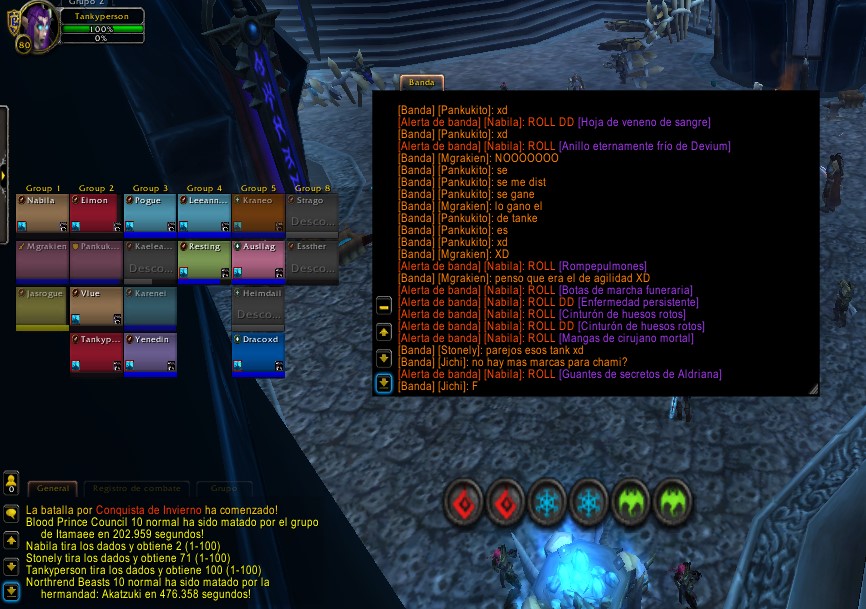 Grupo 2
Tankyperson
100%
0%
80
Banda
[Banda] [Pankukito]: xd
[Alerta de banda] [Nabila]: ROLL DD [Hoja de veneno de sangre]
[Banda] [Pankukito]: xd
[Alerta de banda] [Nabila]: ROLL [Anillo eternamente frío de Devium]
[Banda] [Mgrakien]: NOOOOOOO
[Banda] [Pankukito]: se
[Banda] [Pankukito]: se me dist
[Banda] [Pankukito]: se gane
[Banda] [Mgrakien]: lo gano el
[Banda] [Pankukito]: de tanke
[Banda] [Pankukito]: es
[Banda] [Pankukito]: xd
[Banda] [Mgrakien]: XD
[Alerta de banda] [Nabila]: ROLL [Rompepulmones]
[Banda] [Mgrakien]: penso que era el de agilidad XD
[Alerta de banda] [Nabila]: ROLL [Botas de marcha funeraria]
[Alerta de banda] [Nabila]: ROLL DD [Enfermedad persistente]
[Alerta de banda] [Nabila]: ROLL [Cinturón de huesos rotos]
[Alerta de banda] [Nabila]: ROLL DD [Cinturón de huesos rotos]
[Alerta de banda] [Nabila]: ROLL [Mangas de cirujano mortal]
[Banda] [Stonely]: parejos esos tank xd
[Banda] [Jichi]: no hay mas marcas para chami?
[Alerta de banda] [Nabila]: ROLL [Guantes de secretos de Aldriana]
[Banda] [Jichi]: F
Group 1 Group 2 Group 3 Group 4 Group 5 Group 8
Nabila Eimon Pogue Leeann... Kraneo Strago
Desco...
Mgrakien Pankuk... Kaelea... Resting Ausllag Essther
Desco... Desco...
Jasrogue Vlue Karenei Heimdall
Desco...
Tankyp... Yenedin Dracoxd
0
General Registro de combate Grupo
La batalla por Conquista de Invierno ha comenzado!
Blood Prince Council 10 normal ha sido matado por el grupo
de Itamaee en 202.959 segundos!
Nabila tira los dados y obtiene 2 (1-100)
Stonely tira los dados y obtiene 71 (1-100)
Tankyperson tira los dados y obtiene 100 (1-100)
Northrend Beasts 10 normal ha sido matado por la
hermandad: Akatzuki en 476.358 segundos!